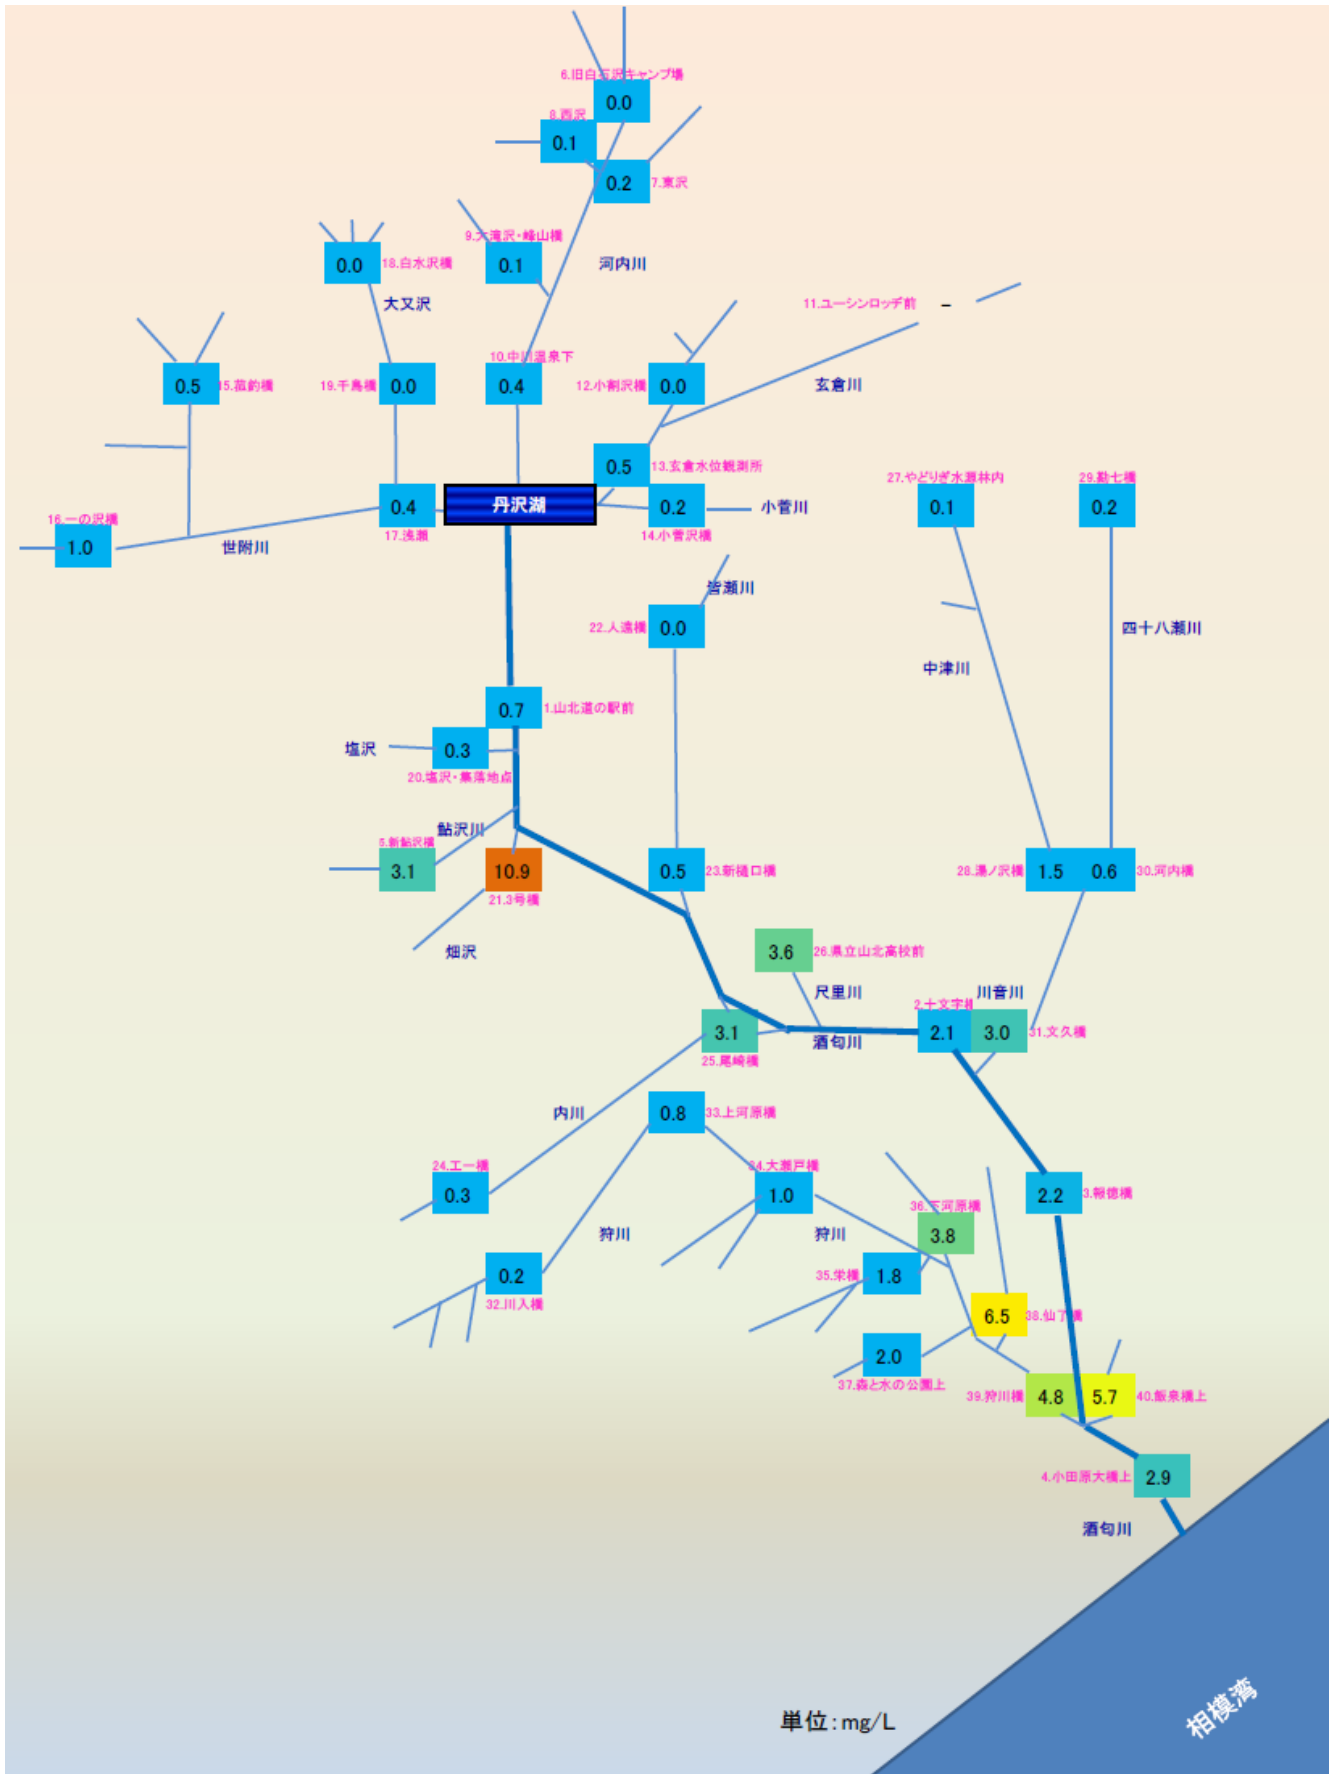 6.旧白石沢キャンプ場
0.0
8.西沢
0.1
0.2
7.東沢
9.大滝沢・峰山橋
0.1
河内川
0.0
18.白水沢橋
大又沢
11.ユーシンロッヂ前
－
10.中川温泉下
0.4
0.5
15.菰釣橋
19.千鳥橋
0.0
12.小割沢橋
0.0
玄倉川
0.5
13.玄倉水位観測所
27.やどりぎ水源林内
0.1
29.勘七橋
0.2
0.4
17.浅瀬
丹沢湖
0.2
14.小菅沢橋
小菅川
16.一の沢橋
1.0
世附川
皆瀬川
22.人遠橋
0.0
四十八瀬川
中津川
0.7
1.山北道の駅前
塩沢
0.3
20.塩沢・集落地点
鮎沢川
5.新鮎沢橋
3.1
10.9
21.3号橋
0.5
23.新樋口橋
28.湯ノ沢橋
1.5
0.6
30.河内橋
畑沢
3.6
26.県立山北高校前
尺里川
川音川
2.十文字橋
2.1
3.0
31.文久橋
3.1
25.尾崎橋
酒匂川
内川
0.8
33.上河原橋
24.工一橋
0.3
34.大瀬戸橋
1.0
2.2
3.報徳橋
狩川
狩川
36.下河原橋
3.8
0.2
32.川入橋
35.栄橋
1.8
6.5
38.仙了橋
2.0
37.森と水の公園上
39.狩川橋
4.8
5.7
40.飯泉橋上
4.小田原大橋上
2.9
酒匂川
相模湾
単位：mg/L